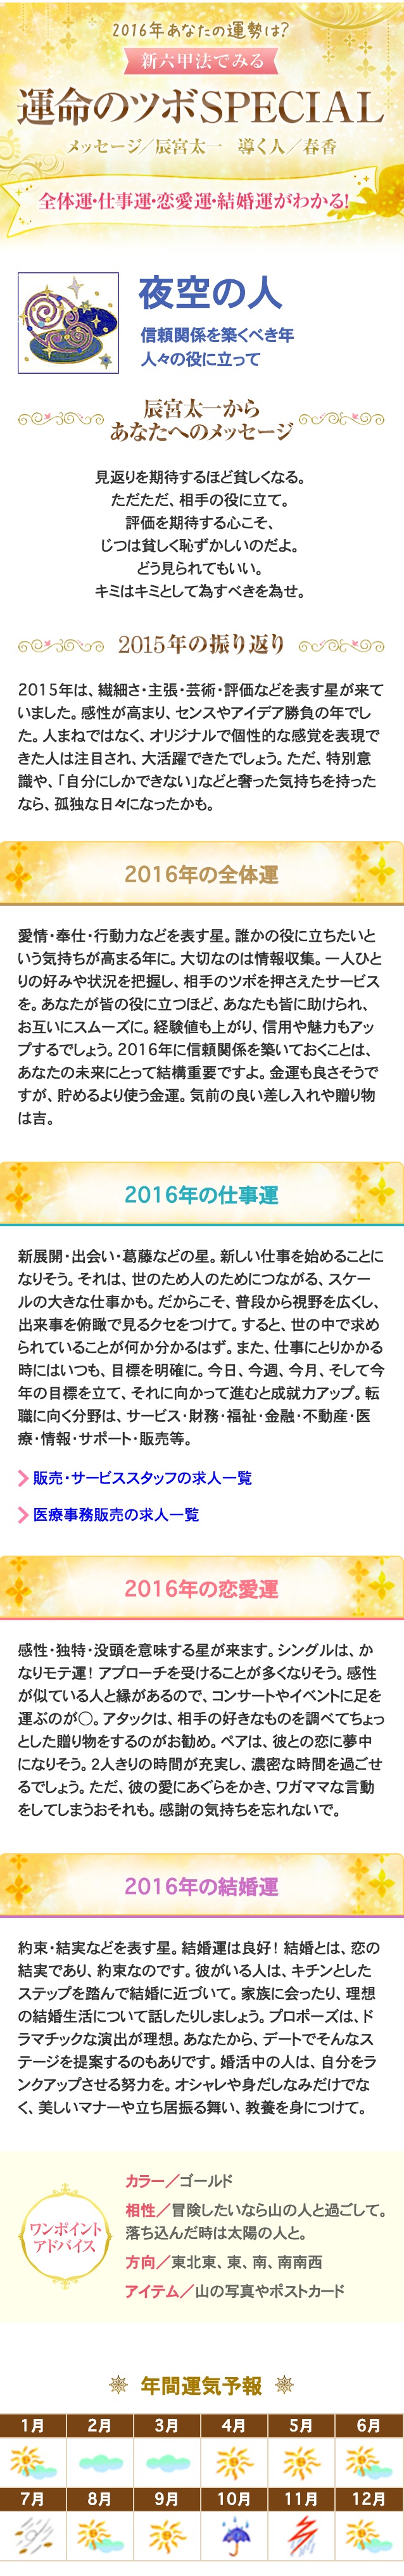 2016年あなたの運勢は?
新六甲法でみる
運命のツボSPECIAL
メッセージ／辰宮太一　導く人／春香
全体運・仕事運・恋愛運・結婚運がわかる!
夜空の人
信頼関係を築くべき年
人々の役に立って
辰宮太一から
あなたへのメッセージ
見返りを期待するほど貧しくなる。
ただただ、相手の役に立て。
評価を期待する心こそ、
じつは貧しく恥ずかしいのだよ。
どう見られてもいい。
キミはキミとして為すべきを為せ。
2015年の振り返り
2015年は、繊細さ・主張・芸術・評価などを表す星が来て
いました。感性が高まり、センスやアイデア勝負の年でし
た。人まねではなく、オリジナルで個性的な感覚を表現で
きた人は注目され、大活躍できたでしょう。ただ、特別意
識や、「自分にしかできない」などと奢った気持ちを持った
なら、孤独な日々になったかも。
2016年の全体運
愛情・奉仕・行動力などを表す星。誰かの役に立ちたいと
いう気持ちが高まる年に。大切なのは情報収集。一人ひと
りの好みや状況を把握し、相手のツボを押さえたサービス
を。あなたが皆の役に立つほど、あなたも皆に助けられ、
お互いにスムーズに。経験値も上がり、信用や魅力もアッ
プするでしょう。2016年に信頼関係を築いておくことは、
あなたの未来にとって結構重要ですよ。金運も良さそうで
すが、貯めるより使う金運。気前の良い差し入れや贈り物
は吉。
2016年の仕事運
新展開・出会い・葛藤などの星。新しい仕事を始めることに
なりそう。それは、世のため人のためにつながる、スケー
ルの大きな仕事かも。だからこそ、普段から視野を広くし、
出来事を俯瞰で見るクセをつけて。すると、世の中で求め
られていることが何か分かるはず。また、仕事にとりかかる
時にはいつも、目標を明確に。今日、今週、今月、そして今
年の目標を立て、それに向かって進むと成就力アップ。転
職に向く分野は、サービス・財務・福祉・金融・不動産・医
療・情報・サポート・販売等。
販売・サービススタッフの求人一覧
医療事務販売の求人一覧
2016年の恋愛運
感性・独特・没頭を意味する星が来ます。シングルは、か
なりモテ運! アプローチを受けることが多くなりそう。感性
が似ている人と縁があるので、コンサートやイベントに足を
運ぶのが◯。アタックは、相手の好きなものを調べてちょっ
とした贈り物をするのがお勧め。ペアは、彼との恋に夢中
になりそう。2人きりの時間が充実し、濃密な時間を過ごせ
るでしょう。ただ、彼の愛にあぐらをかき、ワガママな言動
をしてしまうおそれも。感謝の気持ちを忘れないで。
2016年の結婚運
約束・結実などを表す星。結婚運は良好! 結婚とは、恋の
結実であり、約束なのです。彼がいる人は、キチンとした
ステップを踏んで結婚に近づいて。家族に会ったり、理想
の結婚生活について話したりしましょう。プロポーズは、ド
ラマチックな演出が理想。あなたから、デートでそんなス
テージを提案するのもありです。婚活中の人は、自分をラ
ンクアップさせる努力を。オシャレや身だしなみだけでな
く、美しいマナーや立ち居振る舞い、教養を身につけて。
ワンポイント
アドバイス
カラー／ゴールド
相性／冒険したいなら山の人と過ごして。
落ち込んだ時は太陽の人と。
方向／東北東、東、南、南南西
アイテム／山の写真やポストカード
年間運気予報
1月 2月 3月 4月 5月 6月
7月 8月 9月 10月 11月 12月